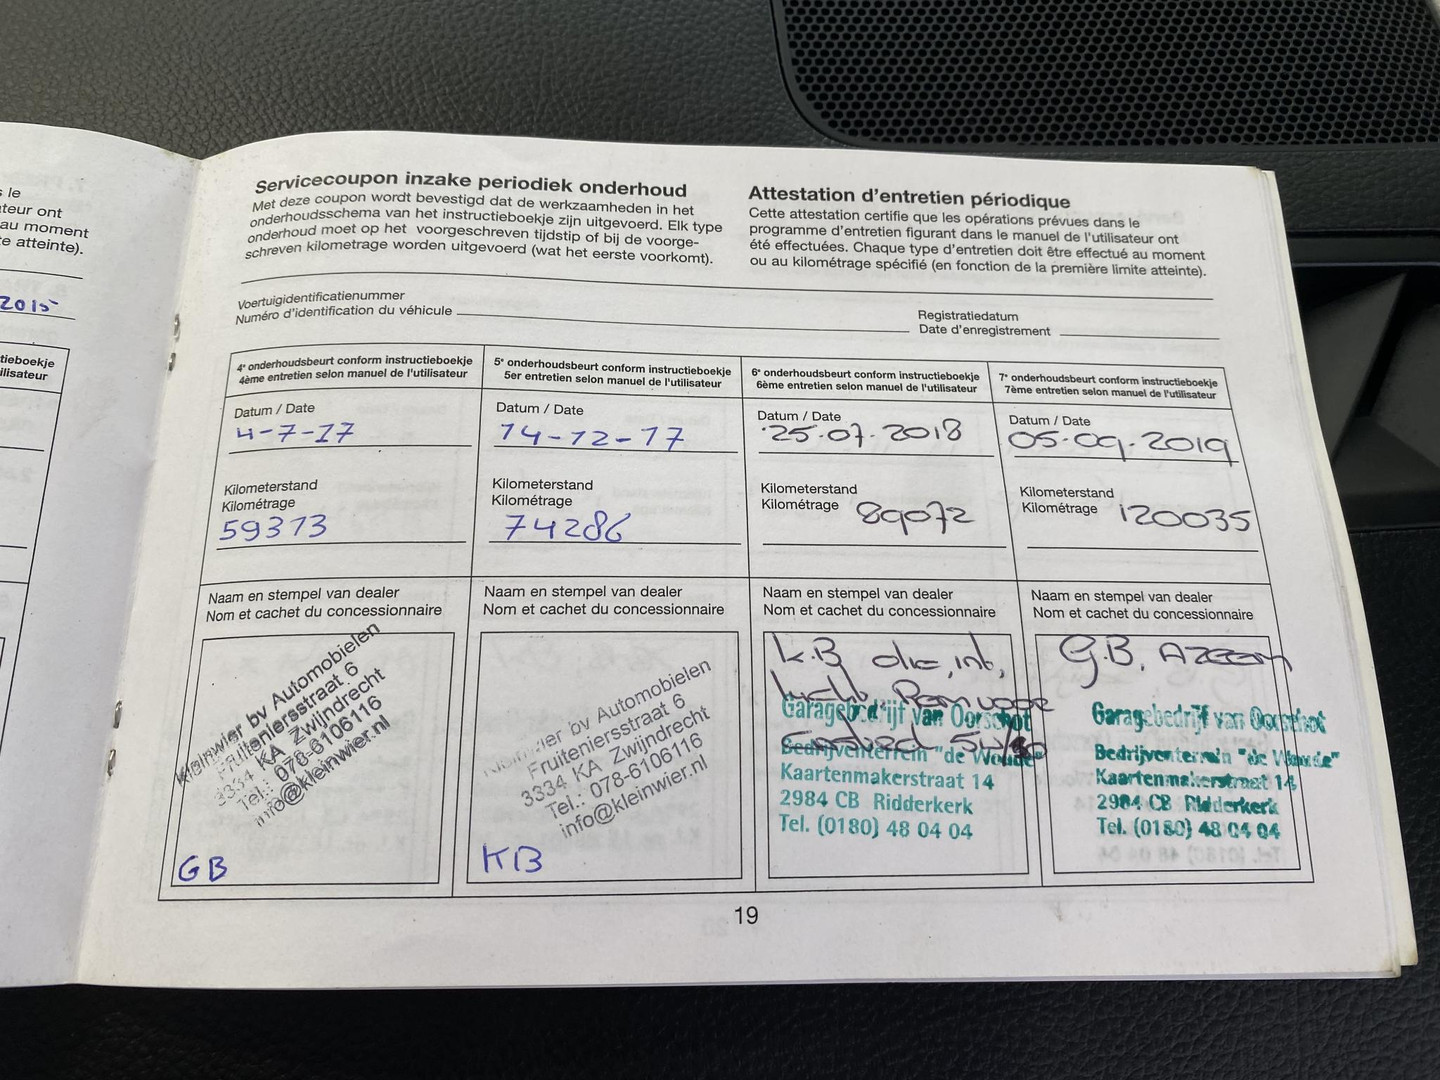 s le
ateur ont
au moment
te atteinte).
2015
tieboekje
ilisateur
Servicecoupon inzake periodiek onderhoud
Met deze coupon wordt bevestigd dat de werkzaamheden in het
onderhoudsschema van het instructieboekje zijn uitgevoerd. Elk type
onderhoud moet op het voorgeschreven tijdstip of bij de voorge-
schreven kilometrage worden uitgevoerd (wat het eerste voorkomt).
Attestation d'entretien périodique
Cette attestation certifie que les opérations prévues dans le
programme d'entretien figurant dans le manuel de l'utilisateur ont
été effectuées. Chaque type d'entretien doit être effectué au moment
ou au kilométrage spécifié (en fonction de la première limite atteinte).
Voertuigidentificatienummer
Numéro d'identification du véhicule
Registratiedatum
Date d'enregistrement
4e onderhoudsbeurt conform instructieboekje
4ème entretien selon manuel de l'utilisateur
Datum / Date
4-7-17
Kilometerstand
Kilométrage
59373
Naam en stempel van dealer
Nom et cachet du concessionnaire
Kleinwier bv Automobielen
Fruiteniersstraat 6
3334 KA Zwijndrecht
Tel.: 078-6106116
info@kleinwier.nl
GB
5e onderhoudsbeurt conform instructieboekje
5er entretien selon manuel de l'utilisateur
Datum / Date
14-12-17
Kilometerstand
Kilométrage
74286
Naam en stempel van dealer
Nom et cachet du concessionnaire
Kleinwier bv Automobielen
Fruiteniersstraat 6
3334 KA Zwijndrecht
Tel.: 078-6106116
info@kleinwier.nl
KB
6e onderhoudsbeurt conform instructieboekje
6ème entretien selon manuel de l'utilisateur
Datum / Date
25-07-2018
Kilometerstand
Kilométrage 89072
Naam en stempel van dealer
Nom et cachet du concessionnaire
K.B
Garagebedrijf van Oorschot
Bedrijventerrein "de Woude"
Kaartenmakerstraat 14
2984 CB Ridderkerk
Tel. (0180) 48 04 04
7e onderhoudsbeurt conform instructieboekje
7ème entretien selon manuel de l'utilisateur
Datum / Date
05-09-2019
Kilometerstand
Kilométrage 120035
Naam en stempel van dealer
Nom et cachet du concessionnaire
G.B,
Garagebedrijf van Oorschot
Bedrijventerrein "de Woude"
Kaartenmakerstraat 14
2984 CB Ridderkerk
Tel. (0180) 48 04 04
19